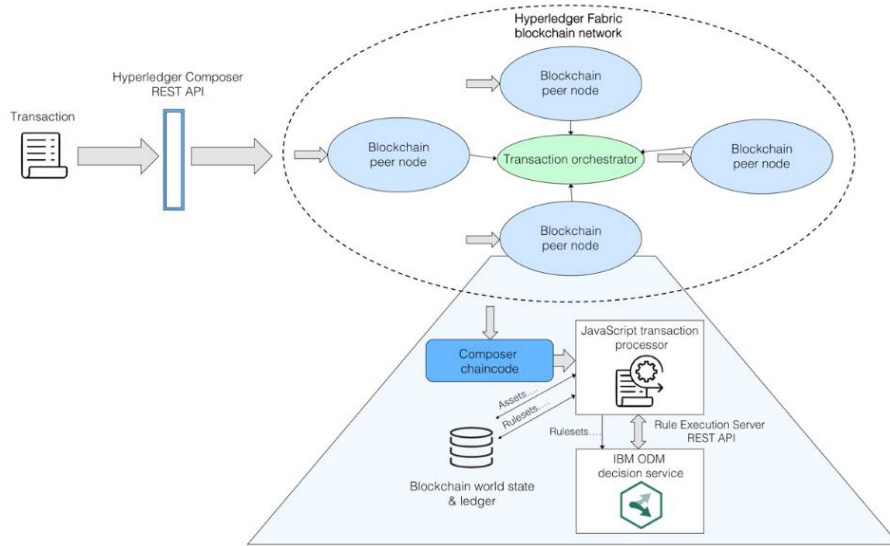 Hyperledger Fabric
blockchain network
Hyperledger Composer
REST API
Transaction
Blockchain
peer node
Blockchain
peer node
Transaction orchestrator
Blockchain
peer node
Blockchain
peer node
JavaScript transaction
processor
Composer
chaincode
Assets....
Rulesets....
Rulesets....
Rule Execution Server
REST API
IBM ODM
decision service
Blockchain world state
& ledger